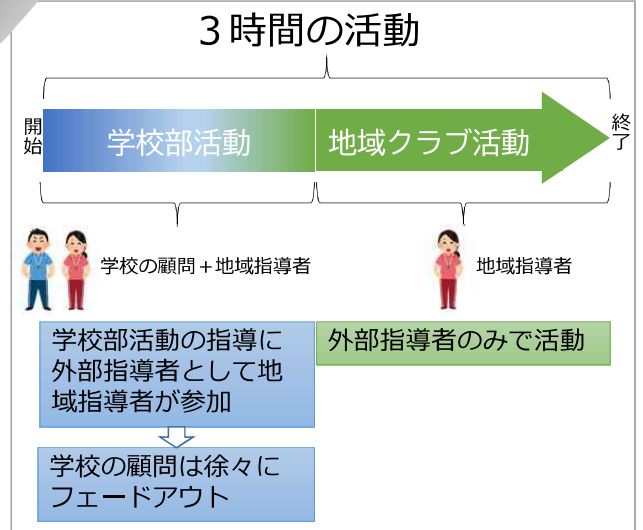 ３時間の活動
開始
学校部活動
地域クラブ活動
終了
学校の顧問＋地域指導者
地域指導者
学校部活動の指導に
外部指導者として地
域指導者が参加
外部指導者のみで活動
学校の顧問は徐々に
フェードアウト